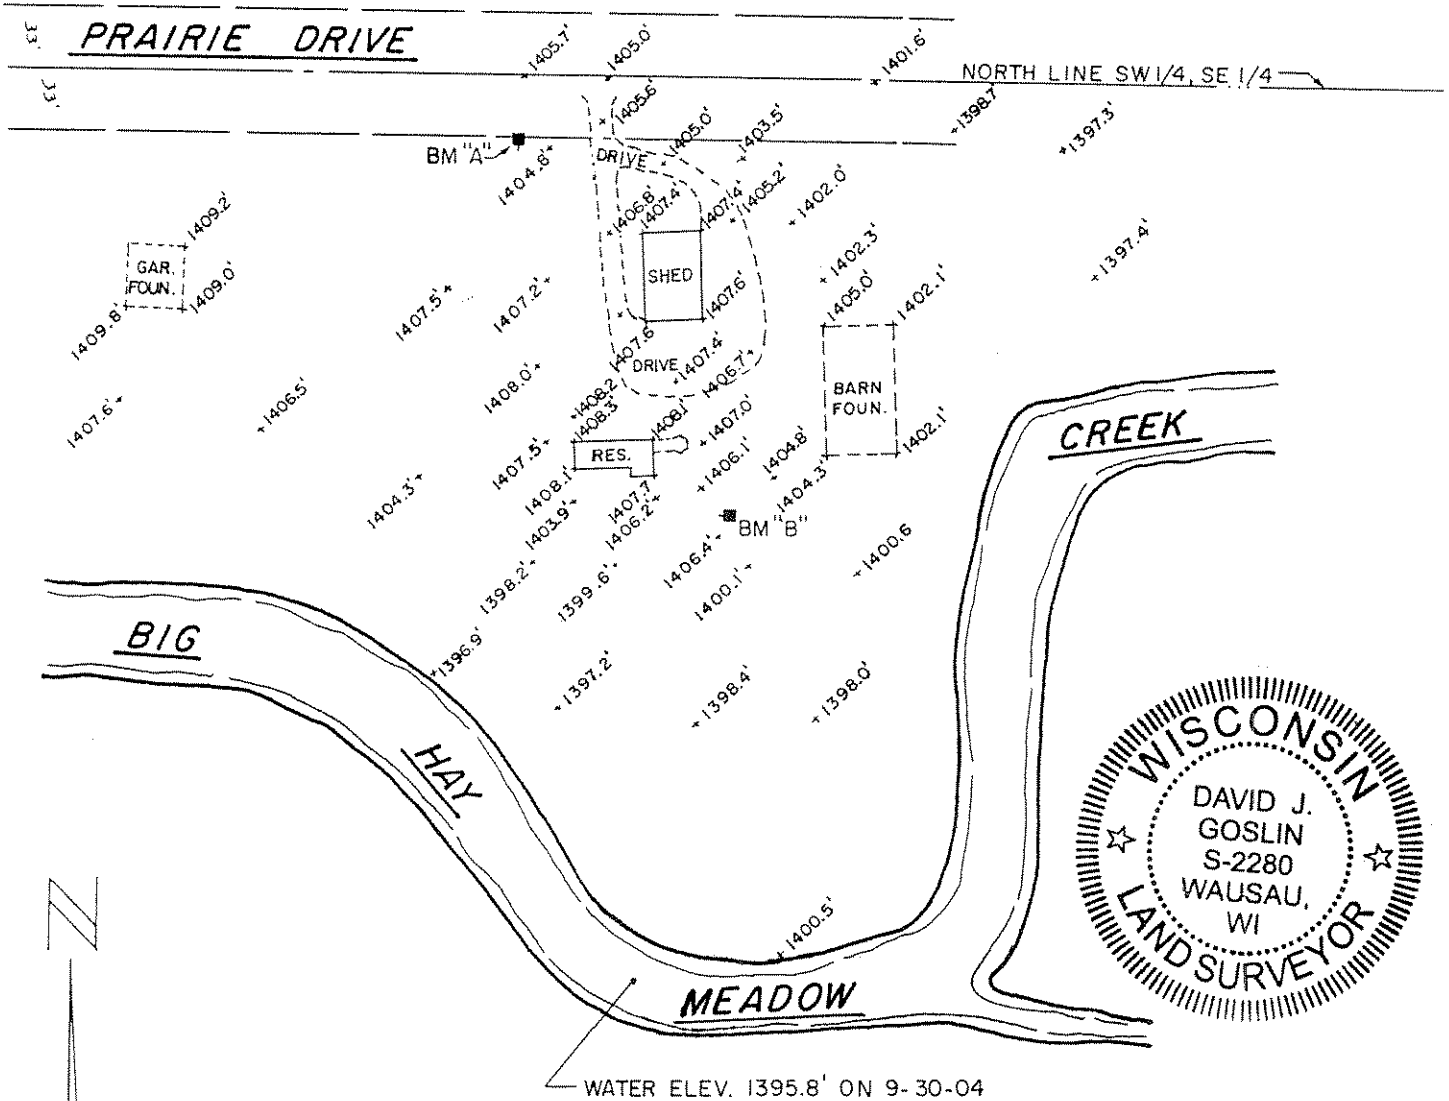 33'
PRAIRIE DRIVE
1405.7'
1405.0'
1401.6'
NORTH LINE SW1/4, SE 1/4
33'
1405.6'
1398.7'
1397.3'
BM "A"
1404.8'
DRIVE
1405.0'
1403.5'
1409.2'
1406.8'
1407.4'
1407.4'
1405.2'
1402.0'
1397.4'
GAR.
FOUN.
1409.0'
1409.8'
1407.5'
1407.2'
SHED
1407.6'
1402.3'
1405.0'
1402.1'
1407.6'
1406.5'
1408.0'
1407.6
DRIVE
1407.4'
1406.7'
BARN
FOUN.
1408.2
1408.3'
1408.1'
1407.0'
1402.1'
CREEK
1404.3'
1407.5'
RES.
1408.1'
1407.7
1406.1'
1404.8'
1404.3'
1403.9'
1406.2'
BM "B"
1398.2'
1399.6'
1406.4'
1400.1'
1400.6
BIG
1396.9'
1397.2'
1398.4'
1398.0'
HAY
WISCONSIN
DAVID J.
GOSLIN
S-2280
WAUSAU,
WI
LAND SURVEYOR
N
1400.5'
MEADOW
WATER ELEV. 1395.8' ON 9-30-04